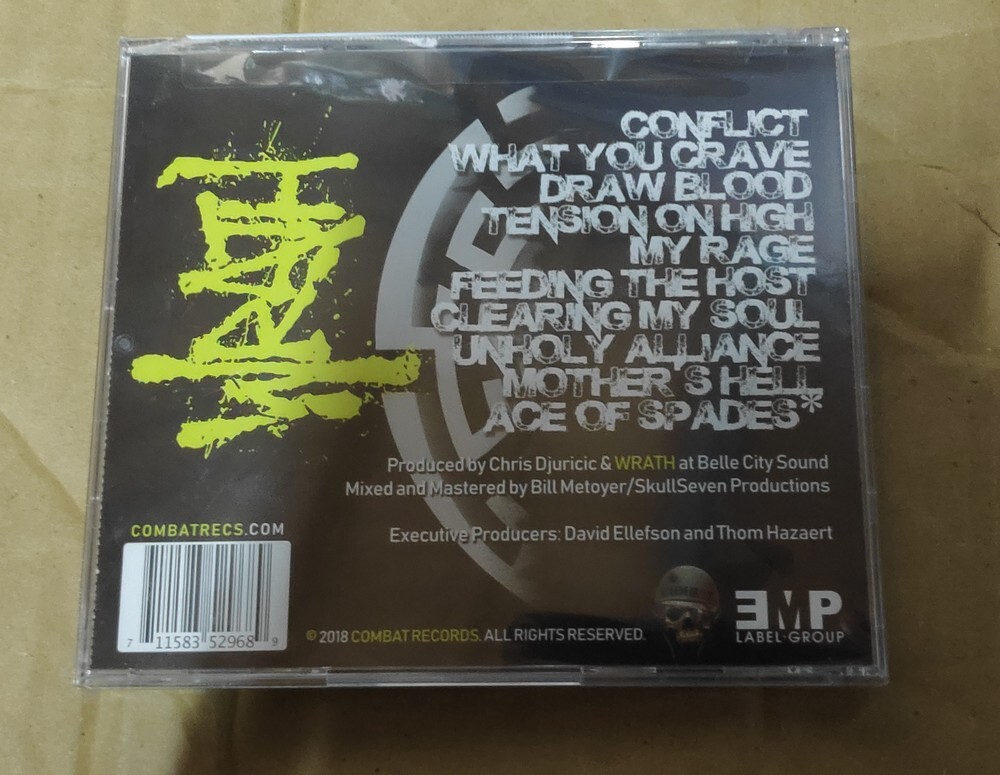 WRATH
CONFLICT
WHAT YOU CRAVE
DRAW BLOOD
TENSION ON HIGH
MY RAGE
FEEDING THE HOST
CLEARING MY SOUL
UNHOLY ALLIANCE
MOTHER'S HELL
ACE OF SPADES*
Produced by Chris Djuricic & WRATH at Belle City Sound
Mixed and Mastered by Bill Metoyer/SkullSeven Productions
Executive Producers: David Ellefson and Thom Hazaert
COMBATRECS.COM
7 11583 52968 9
© 2018 COMBAT RECORDS. ALL RIGHTS RESERVED.
COMBAT
EMP
LABEL·GROUP